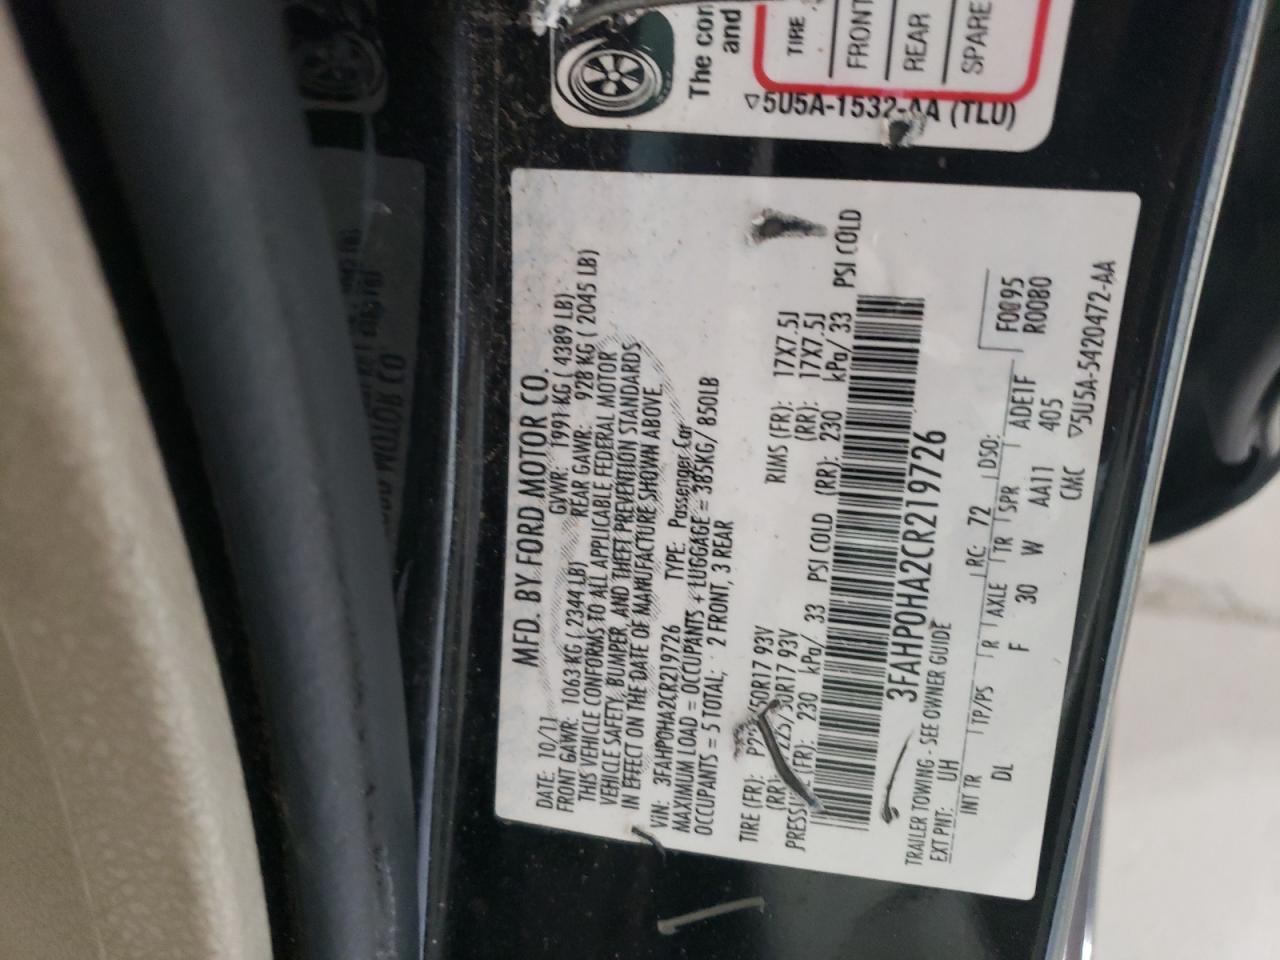 The con
and
TIRE
FRONT
REAR
SPARE
▽5U5A-1532-AA (TLU)
MFD. BY FORD MOTOR CO.
DATE: 10/11 GVWR: 1991 KG ( 4389 LB)
FRONT GAWR: 1063 KG ( 2344 LB) REAR GAWR: 928 KG ( 2045 LB)
THIS VEHICLE CONFORMS TO ALL APPLICABLE FEDERAL MOTOR
VEHICLE SAFETY, BUMPER, AND THEFT PREVENTION STANDARDS
IN EFFECT ON THE DATE OF MANUFACTURE SHOWN ABOVE.
VIN: 3FAHP0HA2CR219726 TYPE: Passenger Car
MAXIMUM LOAD = OCCUPANTS + LUGGAGE = 385KG/ 850LB
OCCUPANTS = 5 TOTAL; 2 FRONT, 3 REAR
TIRE (FR): 50R17 93V RIMS (FR): 17X7.5J
(RR): P225/50R17 93V (RR): 17X7.5J
(FR): 230 kPa/ 33 PSI COLD (RR): 230 kPa/ 33 PSI COLD
3FAHP0HA2CR219726
TRAILER TOWING - SEE OWNER GUIDE
EXT PNT: UH RC: 72 DSO: F0095
R0080
INT TR TP/PS R AXLE TR SPR ADE1F
DL F 30 W AA11 405
CMC ▽5U5A-5420472-AA